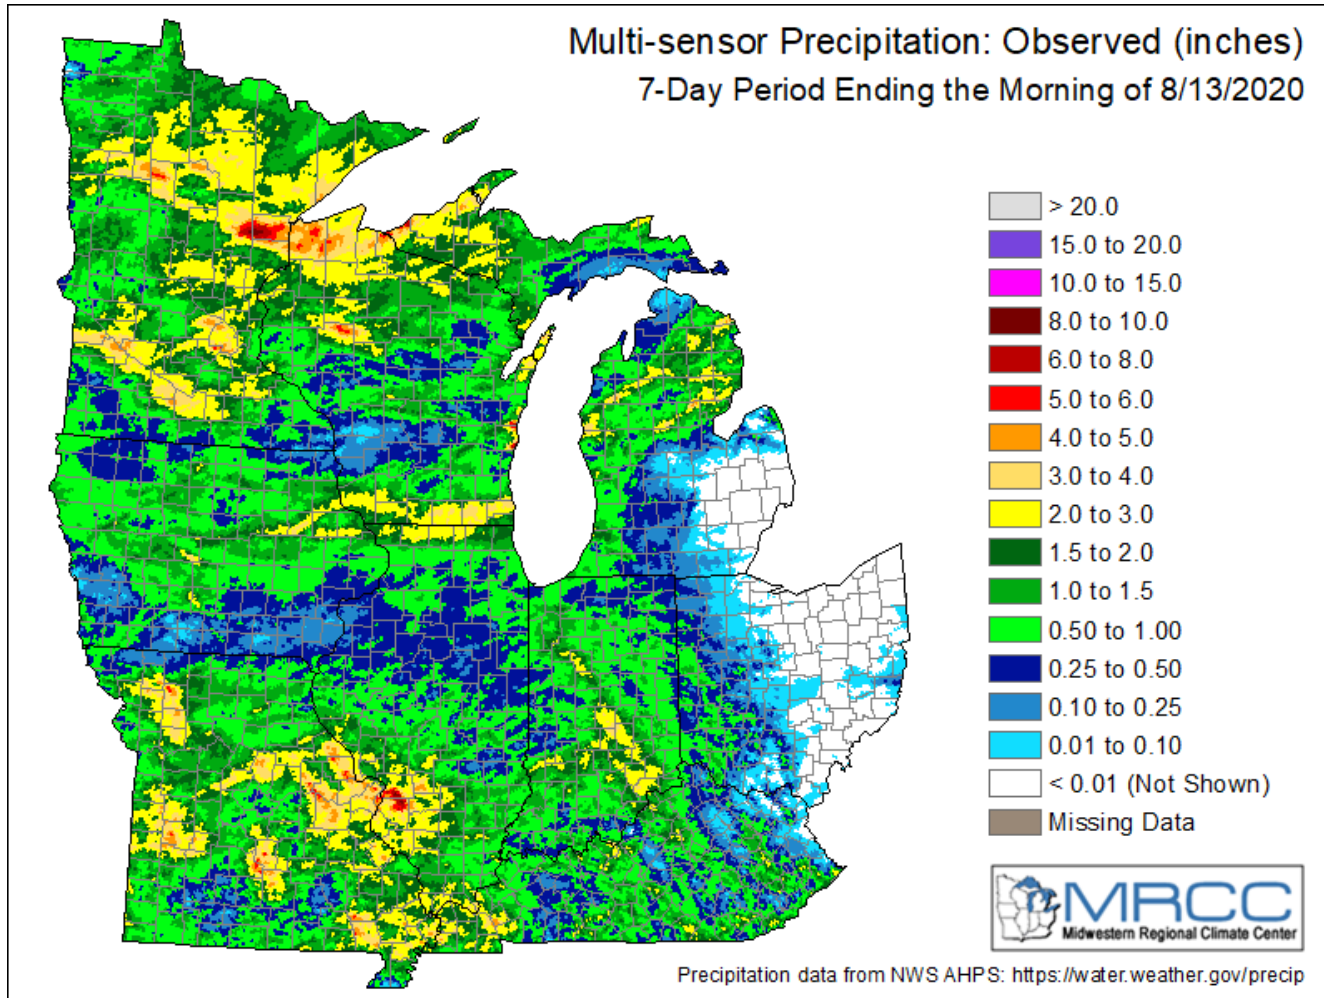 Multi-sensor Precipitation: Observed (inches)
7-Day Period Ending the Morning of 8/13/2020
> 20.0
15.0 to 20.0
10.0 to 15.0
8.0 to 10.0
6.0 to 8.0
5.0 to 6.0
4.0 to 5.0
3.0 to 4.0
2.0 to 3.0
1.5 to 2.0
1.0 to 1.5
0.50 to 1.00
0.25 to 0.50
0.10 to 0.25
0.01 to 0.10
< 0.01 (Not Shown)
Missing Data
MRCC
Midwestern Regional Climate Center
Precipitation data from NWS AHPS: https://water.weather.gov/precip